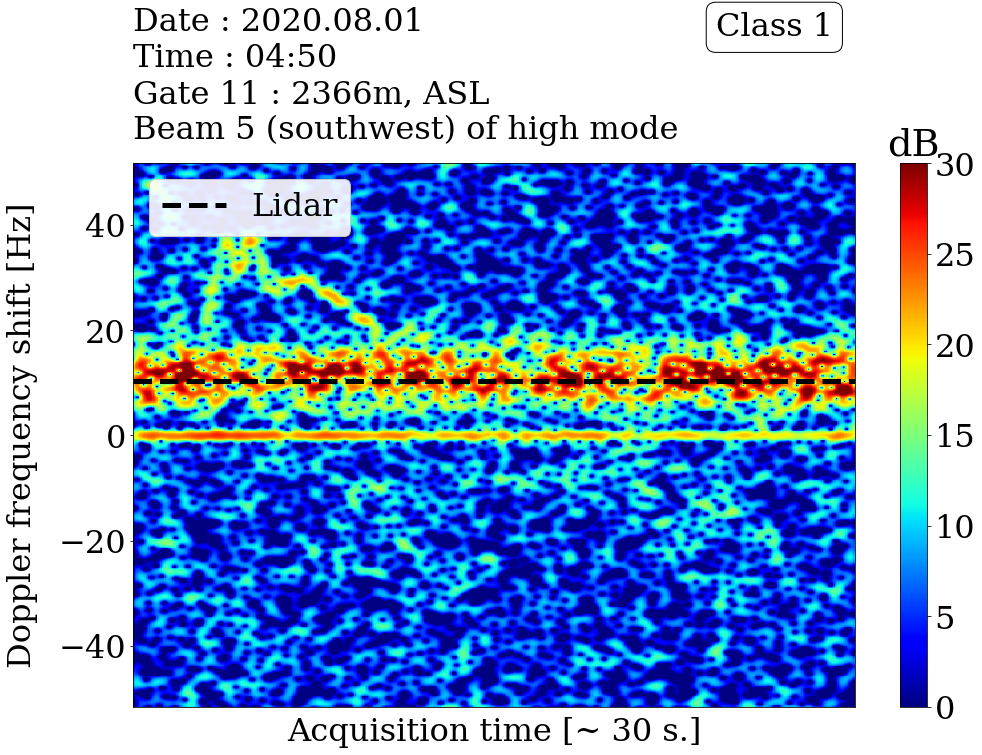 Date : 2020.08.01
Time : 04:50
Gate 11 : 2366m, ASL
Beam 5 (southwest) of high mode
Class 1
dB
Lidar
Doppler frequency shift [Hz]
40
20
0
−20
−40
Acquisition time [~ 30 s.]
30
25
20
15
10
5
0